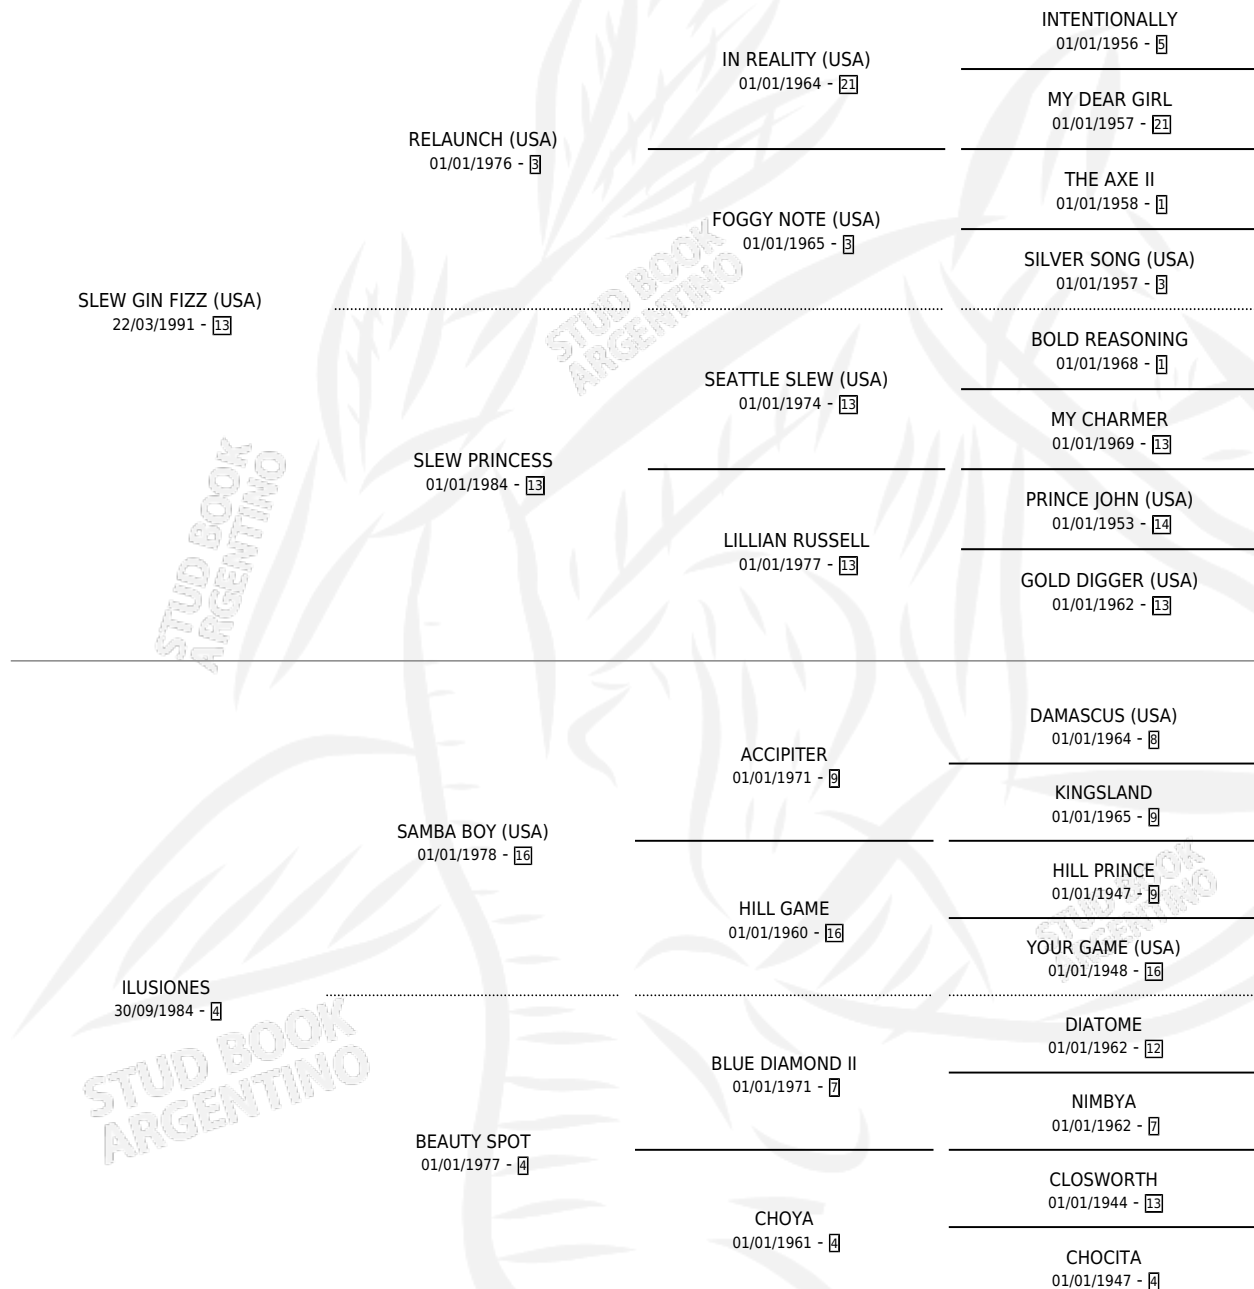 INTENTIONALLY
01/01/1956 - 5
IN REALITY (USA)
01/01/1964 - 21
MY DEAR GIRL
01/01/1957 - 21
RELAUNCH (USA)
01/01/1976 - 3
THE AXE II
01/01/1958 - 1
FOGGY NOTE (USA)
01/01/1965 - 3
SILVER SONG (USA)
01/01/1957 - 3
SLEW GIN FIZZ (USA)
22/03/1991 - 13
BOLD REASONING
01/01/1968 - 1
SEATTLE SLEW (USA)
01/01/1974 - 13
MY CHARMER
01/01/1969 - 13
SLEW PRINCESS
01/01/1984 - 13
PRINCE JOHN (USA)
01/01/1953 - 14
LILLIAN RUSSELL
01/01/1977 - 13
GOLD DIGGER (USA)
01/01/1962 - 13
DAMASCUS (USA)
01/01/1964 - 8
ACCIPITER
01/01/1971 - 9
KINGSLAND
01/01/1965 - 9
SAMBA BOY (USA)
01/01/1978 - 16
HILL PRINCE
01/01/1947 - 9
HILL GAME
01/01/1960 - 16
YOUR GAME (USA)
01/01/1948 - 16
ILUSIONES
30/09/1984 - 4
DIATOME
01/01/1962 - 12
BLUE DIAMOND II
01/01/1971 - 7
NIMBYA
01/01/1962 - 7
BEAUTY SPOT
01/01/1977 - 4
CLOSWORTH
01/01/1944 - 13
CHOYA
01/01/1961 - 4
CHOCITA
01/01/1947 - 4
STUD BOOK
ARGENTINO
STUD BOOK
ARGENTINO
STUD BOOK
ARGENTINO
STUD BOOK
ARGENTINO